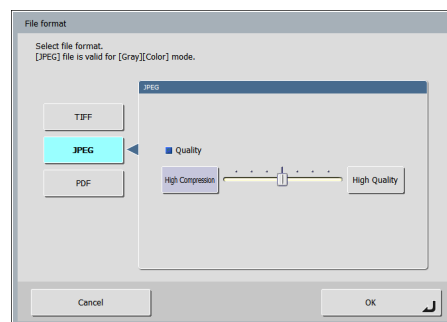 File format
Select file format.
[JPEG] file is valid for [Gray][Color] mode.
JPEG
TIFF
JPEG
PDF
Quality
High Compression
High Quality
Cancel
OK